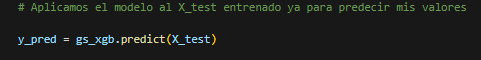 # Aplicamos el modelo al X_test entrenado ya para predecir mis valores
y_pred = gs_xgb.predict(X_test)